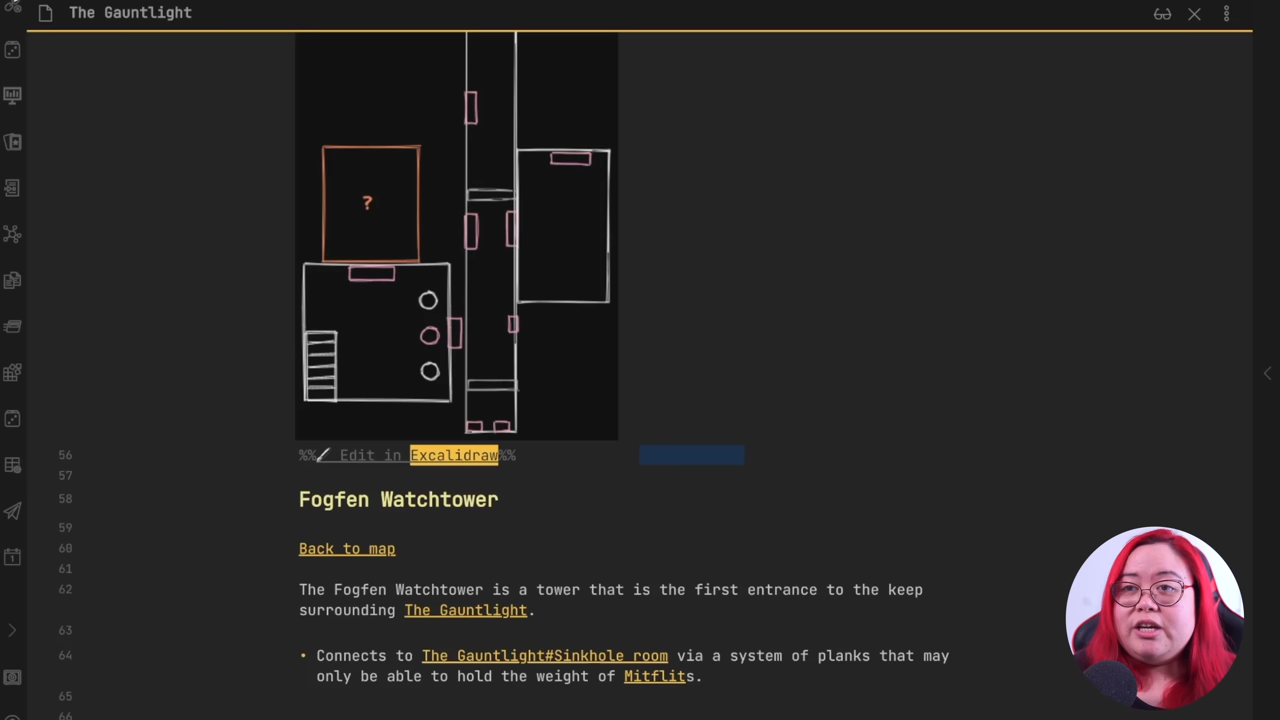 The Gauntlight
?
56 %% Edit in Excalidraw%%
57
58 Fogfen Watchtower
59
60 Back to map
61
62 The Fogfen Watchtower is a tower that is the first entrance to the keep
surrounding The Gauntlight.
63
64 • Connects to The Gauntlight#Sinkhole room via a system of planks that may
only be able to hold the weight of Mitflits.
65
66